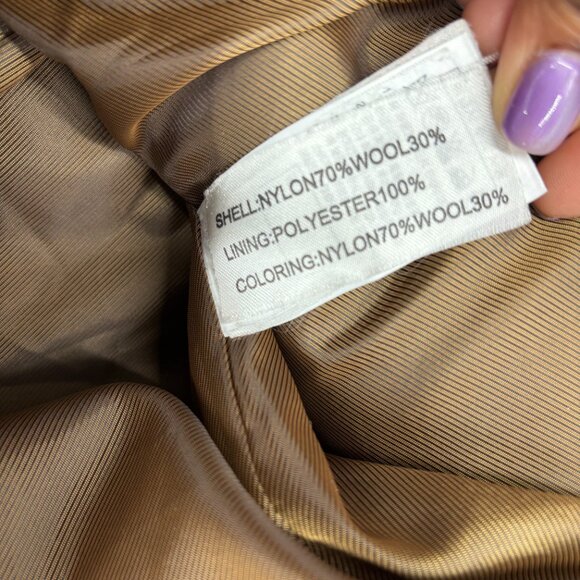 SHELL:NYLON70%WOOL30%
LINING:POLYESTER100%
COLORING:NYLON70%WOOL30%